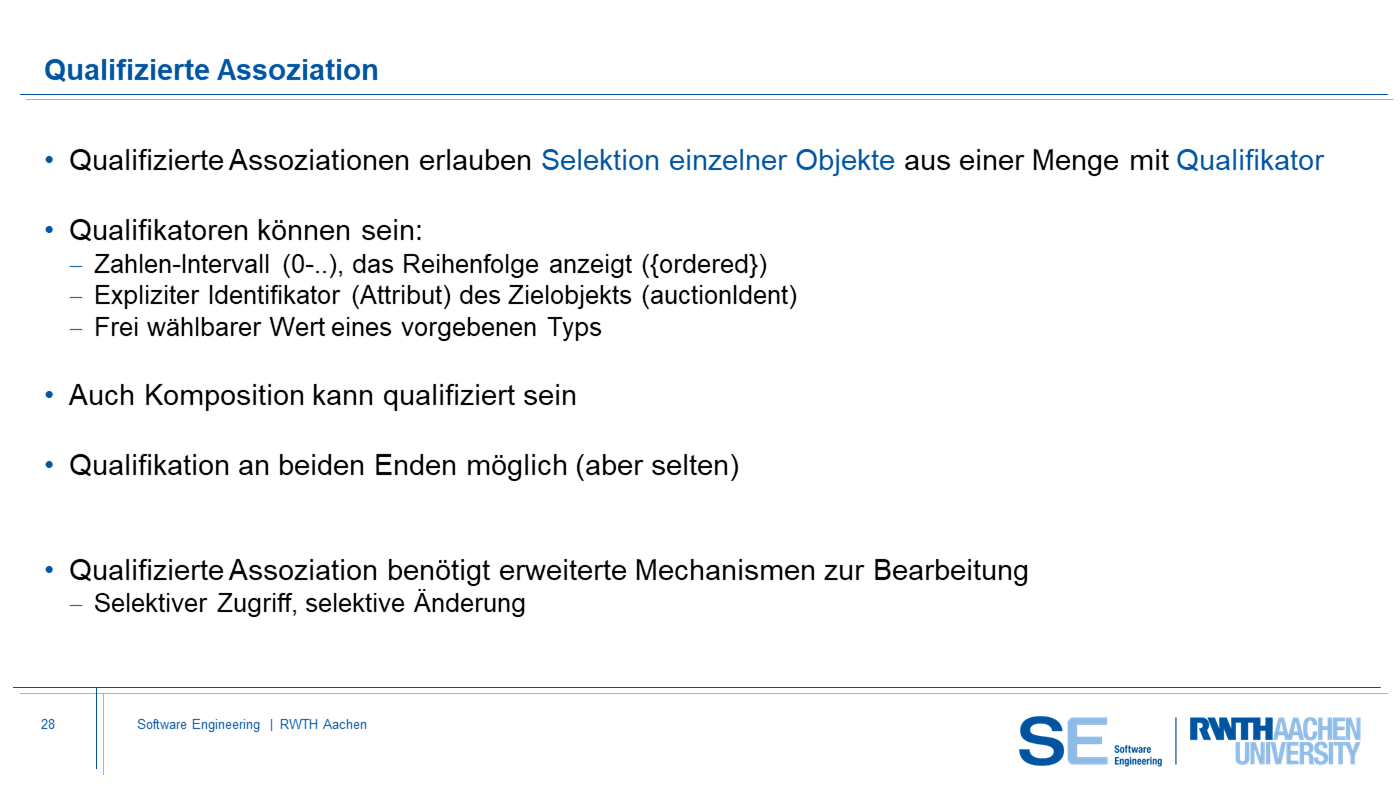 Qualifizierte Assoziation
• Qualifizierte Assoziationen erlauben Selektion einzelner Objekte aus einer Menge mit Qualifikator
• Qualifikatoren können sein:
– Zahlen-Intervall (0-..), das Reihenfolge anzeigt ({ordered})
– Expliziter Identifikator (Attribut) des Zielobjekts (auctionIdent)
– Frei wählbarer Wert eines vorgebenen Typs
• Auch Komposition kann qualifiziert sein
• Qualifikation an beiden Enden möglich (aber selten)
• Qualifizierte Assoziation benötigt erweiterte Mechanismen zur Bearbeitung
– Selektiver Zugriff, selektive Änderung
28
Software Engineering | RWTH Aachen
SE Software
Engineering
RWTHAACHEN
UNIVERSITY